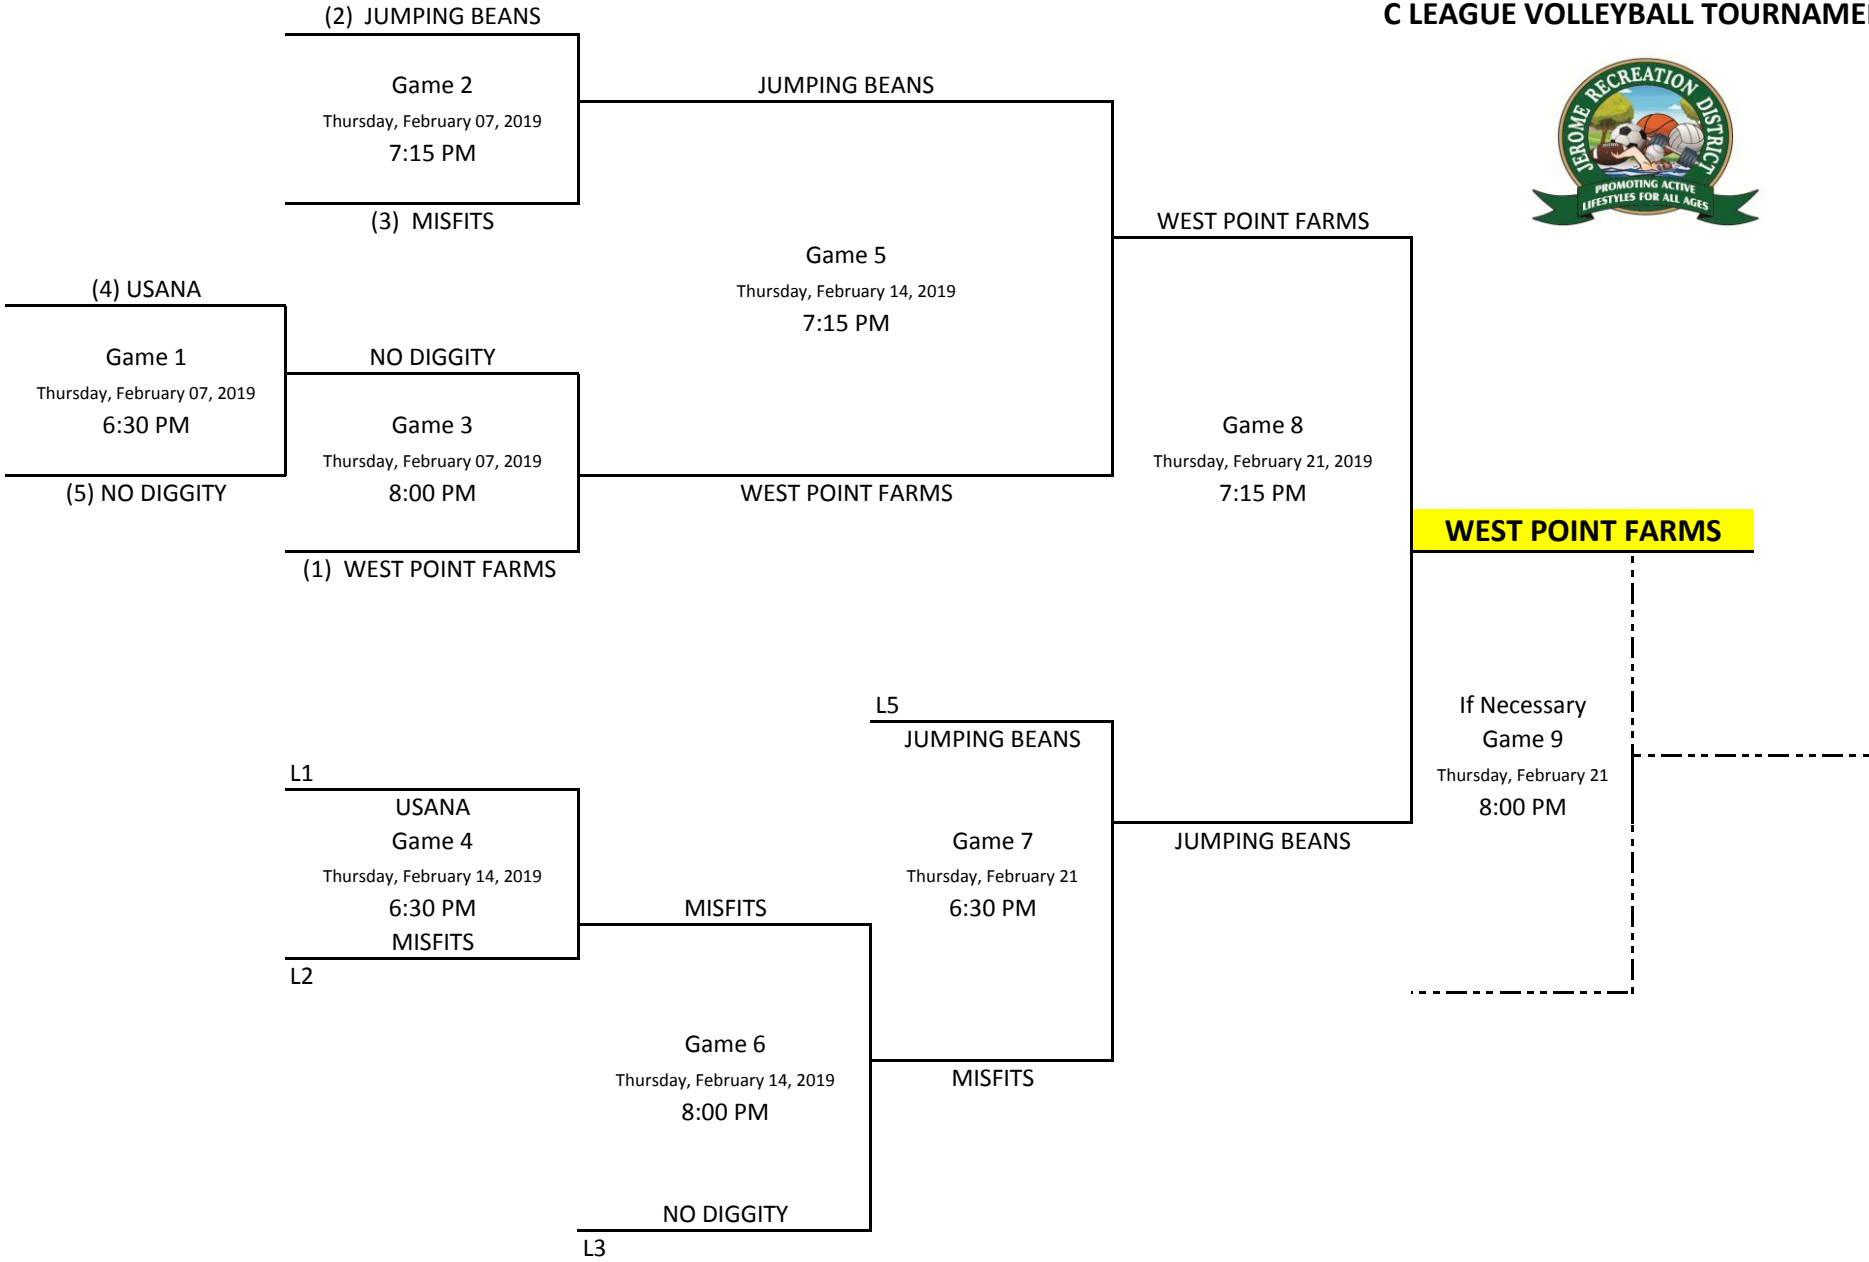 C LEAGUE VOLLEYBALL TOURNAME
JEROME RECREATION DISTRICT
PROMOTING ACTIVE
LIFESTYLES FOR ALL AGES
(2) JUMPING BEANS
Game 2
Thursday, February 07, 2019
7:15 PM
(3) MISFITS
JUMPING BEANS
Game 5
Thursday, February 14, 2019
7:15 PM
WEST POINT FARMS
(4) USANA
Game 1
Thursday, February 07, 2019
6:30 PM
(5) NO DIGGITY
NO DIGGITY
Game 3
Thursday, February 07, 2019
8:00 PM
(1) WEST POINT FARMS
WEST POINT FARMS
Game 8
Thursday, February 21, 2019
7:15 PM
WEST POINT FARMS
If Necessary
Game 9
Thursday, February 21
8:00 PM
L5
JUMPING BEANS
Game 7
Thursday, February 21
6:30 PM
MISFITS
JUMPING BEANS
L1
USANA
Game 4
Thursday, February 14, 2019
6:30 PM
MISFITS
L2
MISFITS
Game 6
Thursday, February 14, 2019
8:00 PM
NO DIGGITY
L3